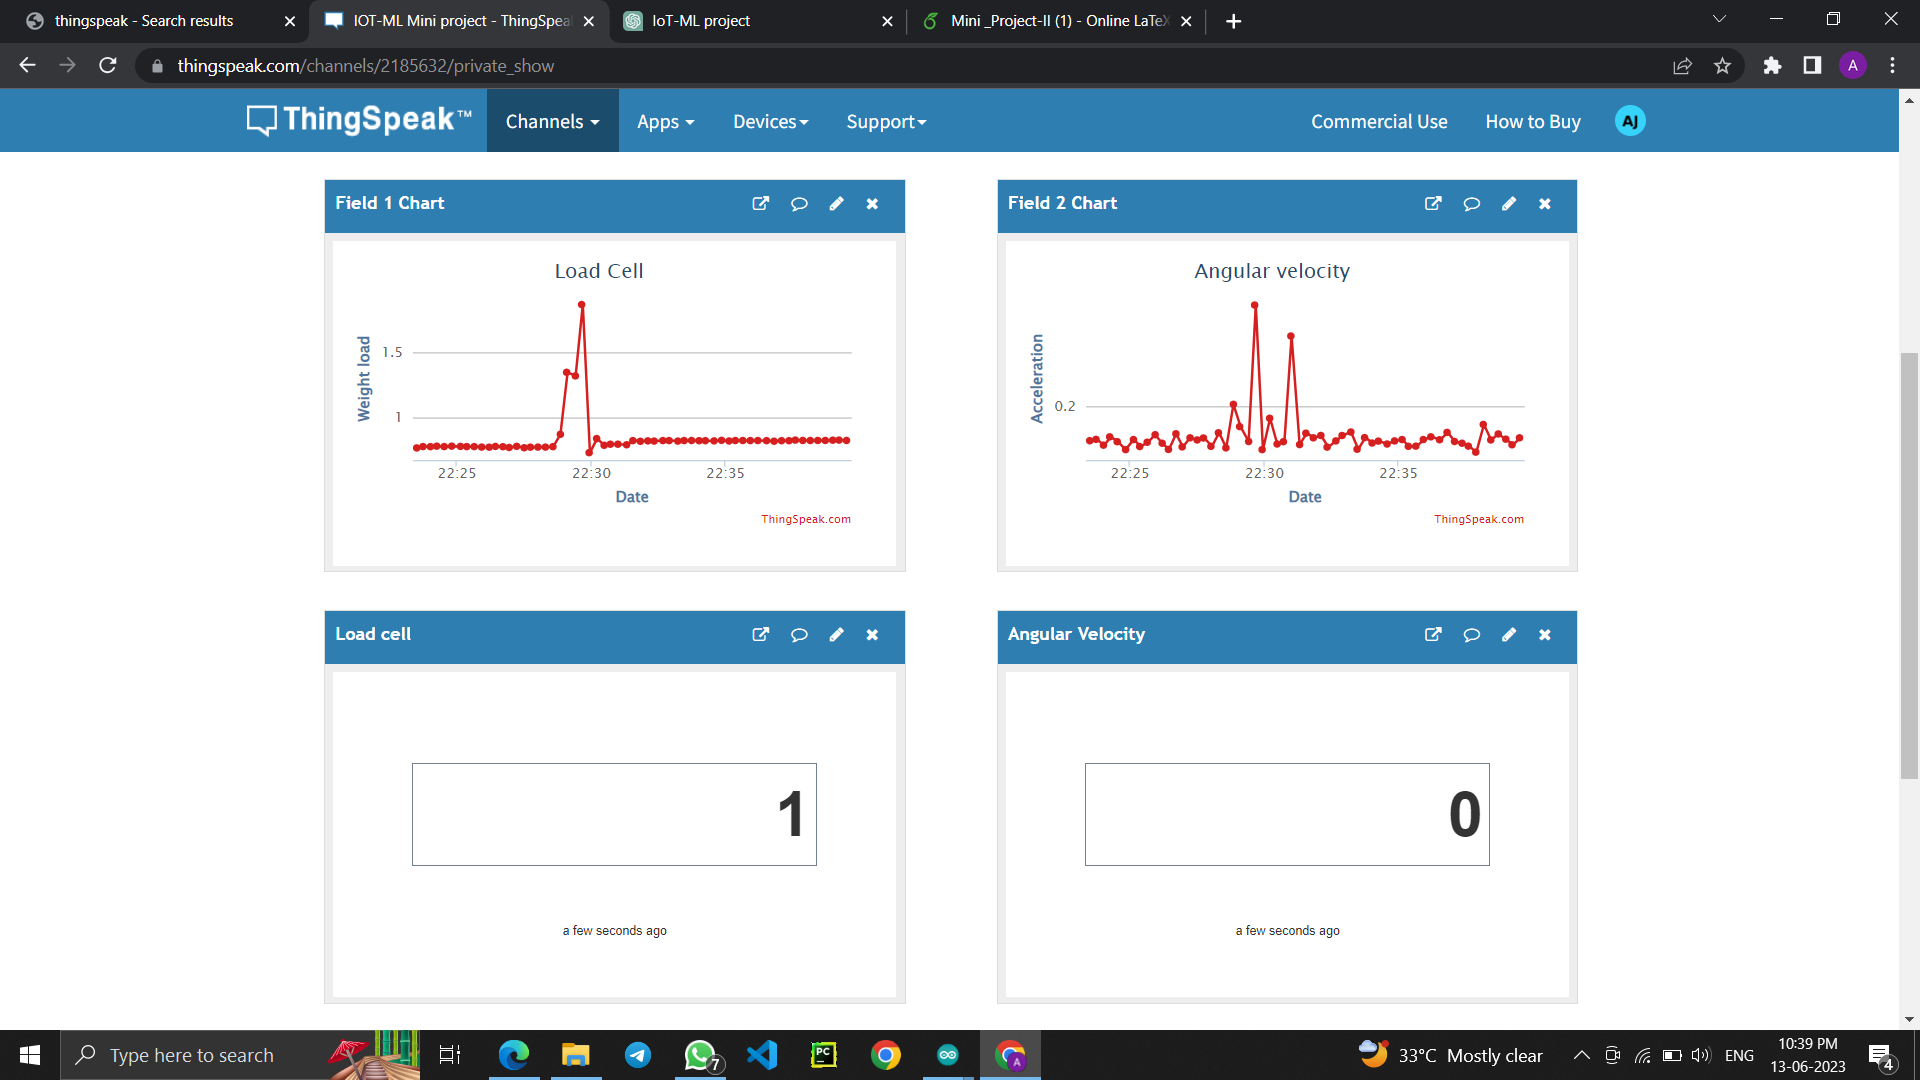 thingspeak - Search results
IOT-ML Mini project - ThingSpea
IoT-ML project
Mini _Project-II (1) - Online LaTeX
thingspeak.com/channels/2185632/private_show
A
ThingSpeak™
Channels
Apps
Devices
Support
Commercial Use
How to Buy
AJ
Field 1 Chart
Load Cell
Weight load
1.5
1
22:25 22:30 22:35
Date
ThingSpeak.com
Field 2 Chart
Angular velocity
Acceleration
0.2
22:25 22:30 22:35
Date
ThingSpeak.com
Load cell
1
a few seconds ago
Angular Velocity
0
a few seconds ago
Type here to search
7
PC
A
33°C Mostly clear
ENG
10:39 PM
13-06-2023
4